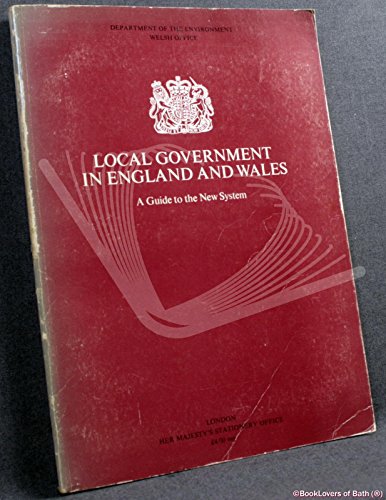 DEPARTMENT OF THE ENVIRONMENT
WELSH OFFICE
LOCAL GOVERNMENT
IN ENGLAND AND WALES
A Guide to the New System
LONDON
HER MAJESTY'S STATIONERY OFFICE
©BookLovers of Bath (®)